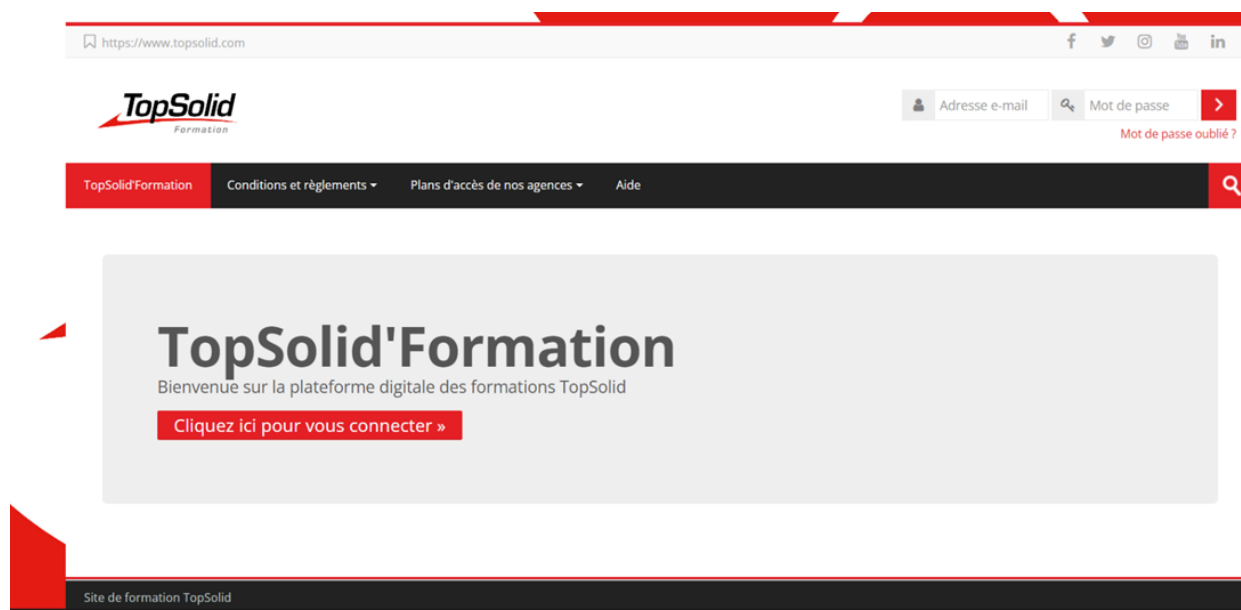 https://www.topsolid.com
TopSolid
Formation
Adresse e-mail
Mot de passe
Mot de passe oublié ?
TopSolid'Formation
Conditions et règlements
Plans d'accès de nos agences
Aide
TopSolid'Formation
Bienvenue sur la plateforme digitale des formations TopSolid
Cliquez ici pour vous connecter »
Site de formation TopSolid